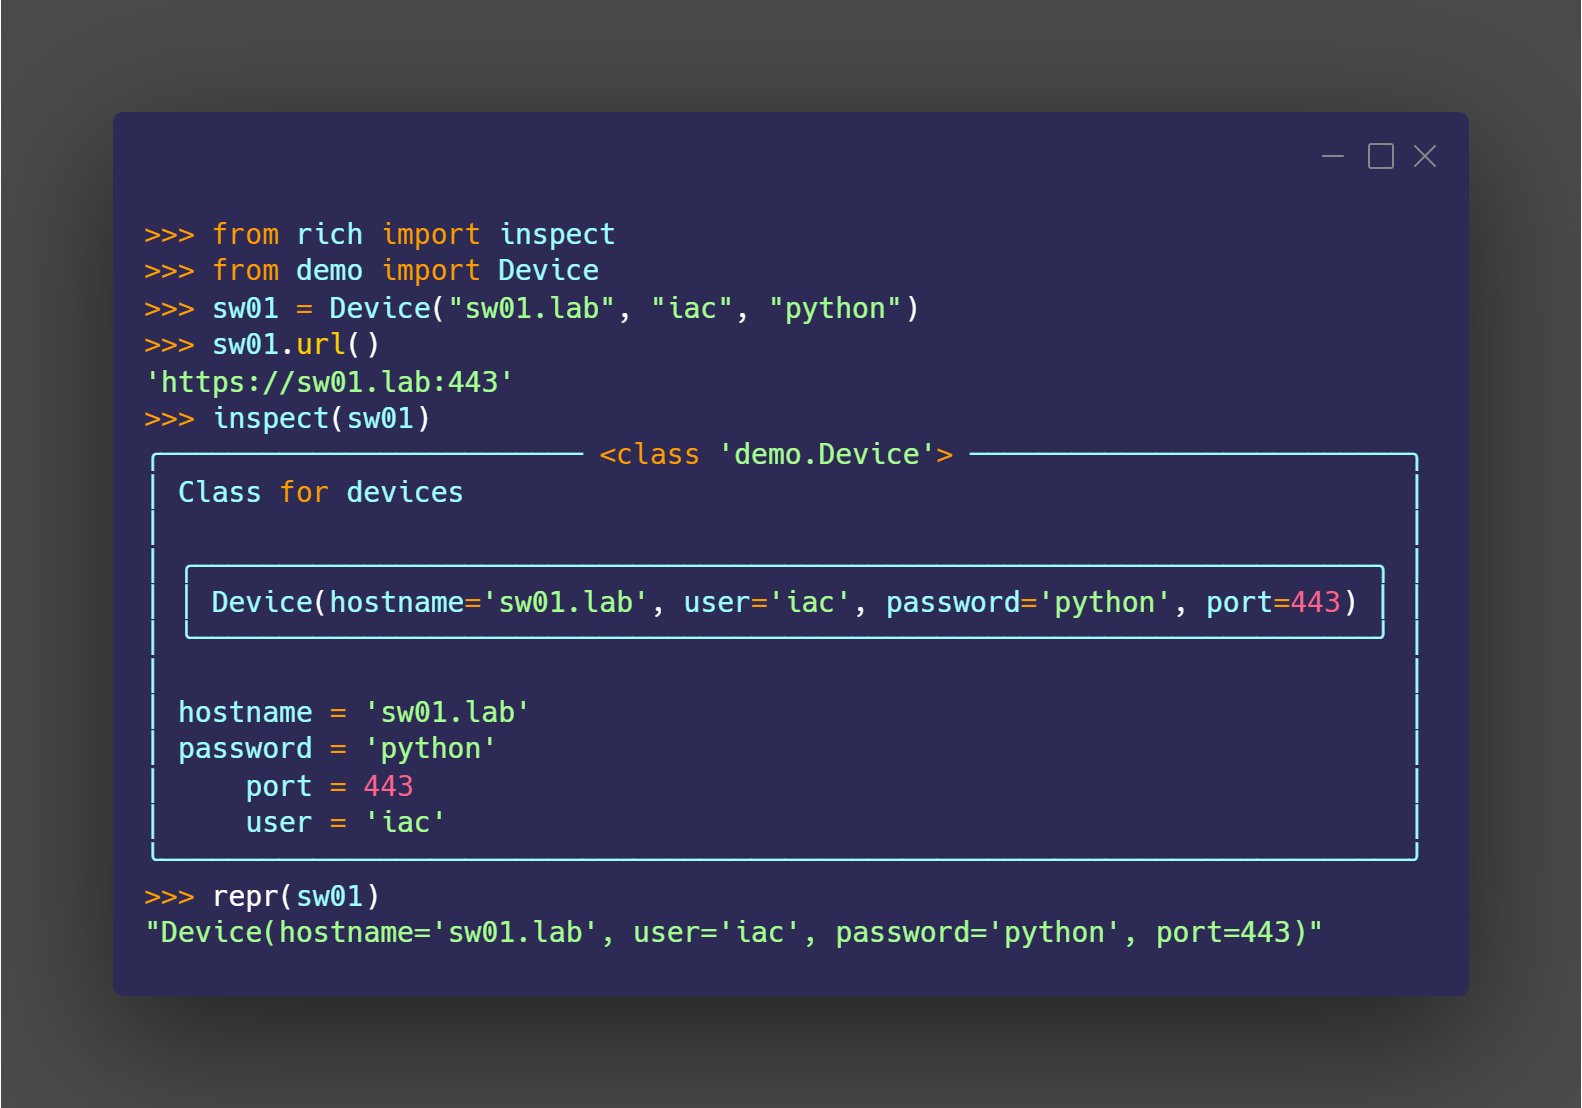 >>> from rich import inspect
>>> from demo import Device
>>> sw01 = Device("sw01.lab", "iac", "python")
>>> sw01.url()
'https://sw01.lab:443'
>>> inspect(sw01)
<class 'demo.Device'>
Class for devices
Device(hostname='sw01.lab', user='iac', password='python', port=443)
hostname = 'sw01.lab'
password = 'python'
port = 443
user = 'iac'
>>> repr(sw01)
"Device(hostname='sw01.lab', user='iac', password='python', port=443)"